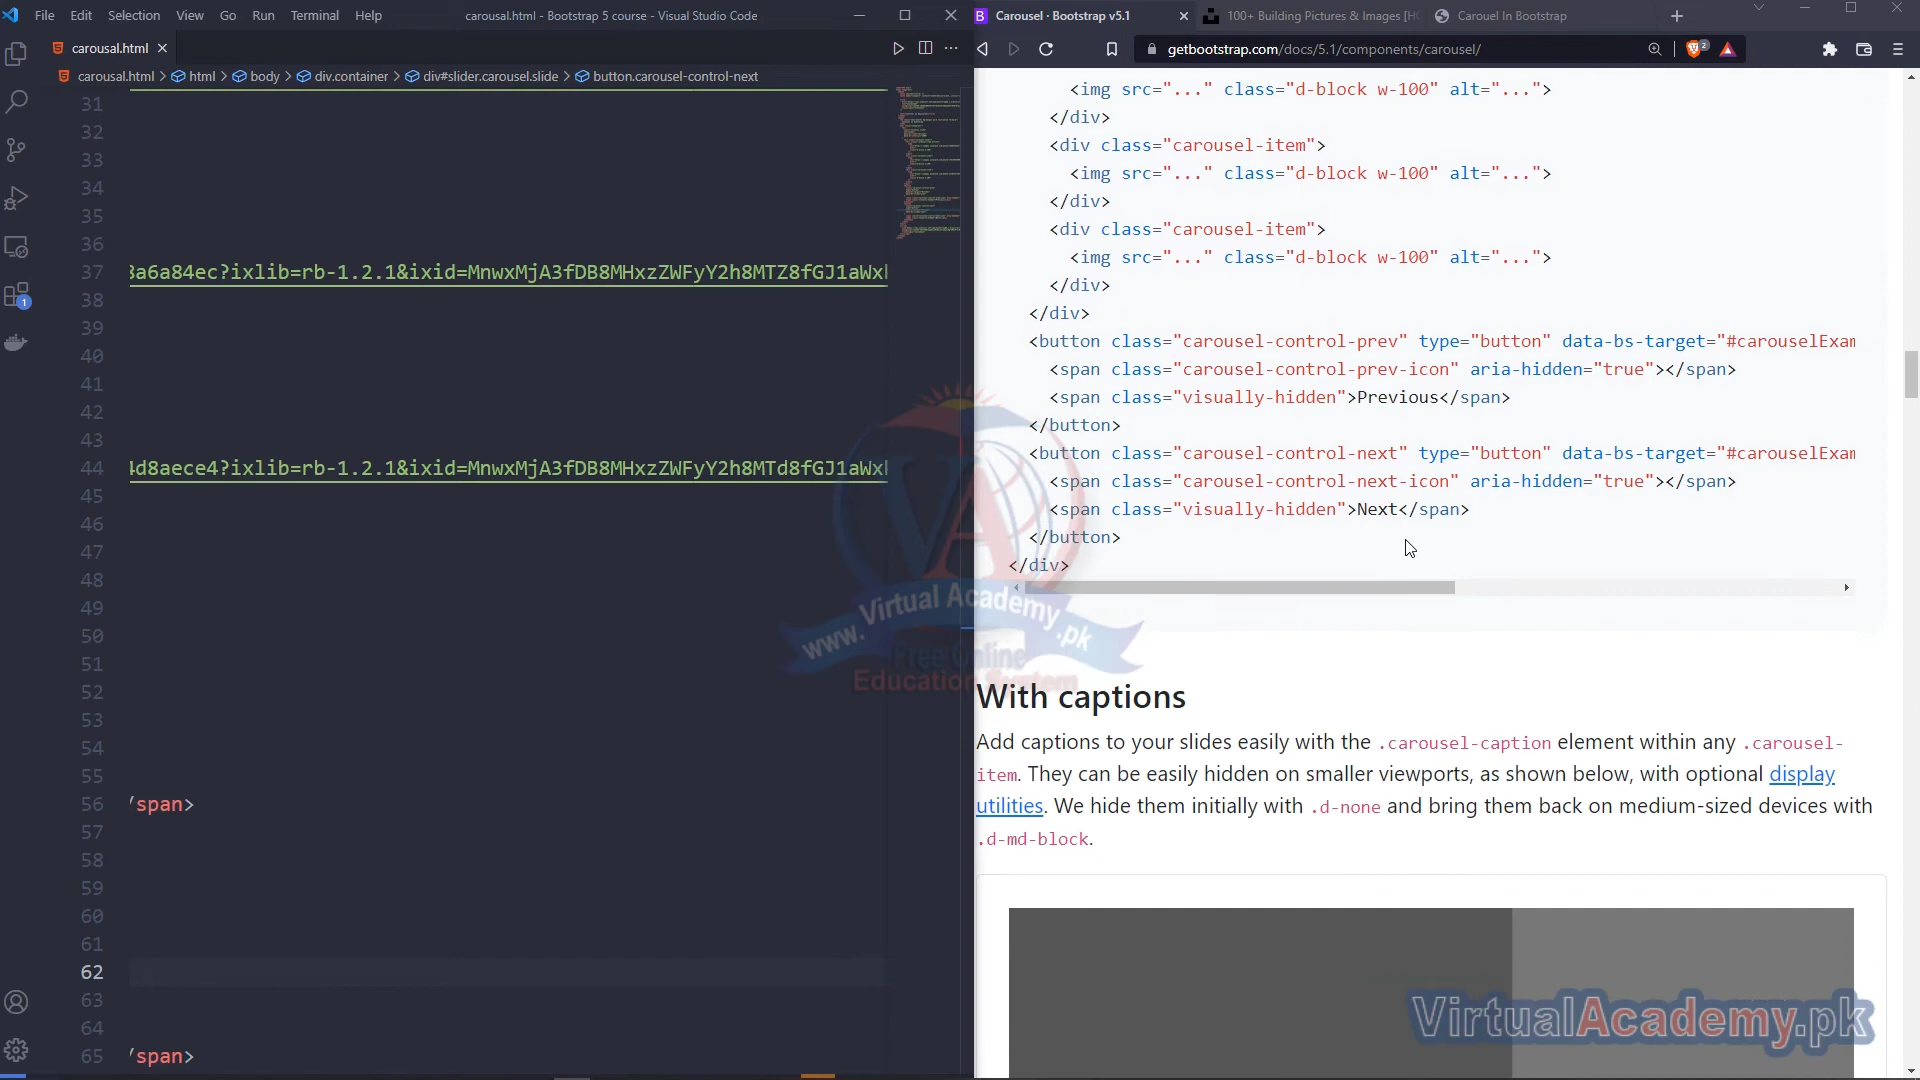 File Edit Selection View Go Run Terminal Help
carousal.html - Bootstrap 5 course - Visual Studio Code
carousal.html
carousal.html > html > body > div.container > div#slider.carousel.slide > button.carousel-control-next
31
32
33
34
35
36
37 3a6a84ec?ixlib=rb-1.2.1&ixid=MnwxMjA3fDB8MHxzZWFyY2h8MTZ8fGJ1aWxk
38
39
40
41
42
43
44 4d8aece4?ixlib=rb-1.2.1&ixid=MnwxMjA3fDB8MHxzZWFyY2h8MTd8fGJ1aWxk
45
46
47
48
49
50
51
52
53
54
55
56 /span>
57
58
59
60
61
62
63
64
65 /span>
1
Carousel · Bootstrap v5.1
100+ Building Pictures & Images [H
Carouel In Bootstrap
getbootstrap.com/docs/5.1/components/carousel/
2
<img src="..." class="d-block w-100" alt="...">
</div>
<div class="carousel-item">
<img src="..." class="d-block w-100" alt="...">
</div>
<div class="carousel-item">
<img src="..." class="d-block w-100" alt="...">
</div>
</div>
<button class="carousel-control-prev" type="button" data-bs-target="#carouselExam
<span class="carousel-control-prev-icon" aria-hidden="true"></span>
<span class="visually-hidden">Previous</span>
</button>
<button class="carousel-control-next" type="button" data-bs-target="#carouselExam
<span class="carousel-control-next-icon" aria-hidden="true"></span>
<span class="visually-hidden">Next</span>
</button>
</div>
With captions
Add captions to your slides easily with the .carousel-caption element within any .carousel-
item. They can be easily hidden on smaller viewports, as shown below, with optional display
utilities. We hide them initially with .d-none and bring them back on medium-sized devices with
.d-md-block.
VA
www.VirtualAcademy.pk
Free Online
Education System
VirtualAcademy.pk